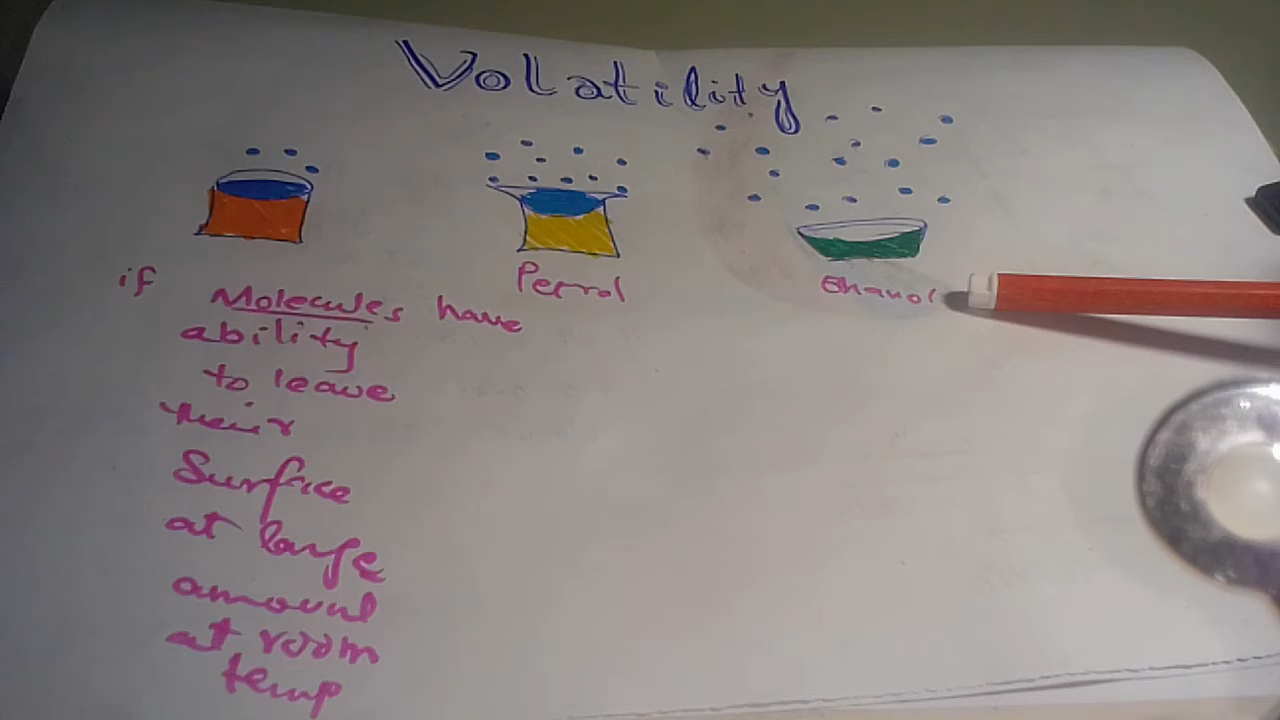 Volatility
Petrol
Ethanol
if Molecules have
ability
to leave
their
Surface
at large
amount
at room
temp